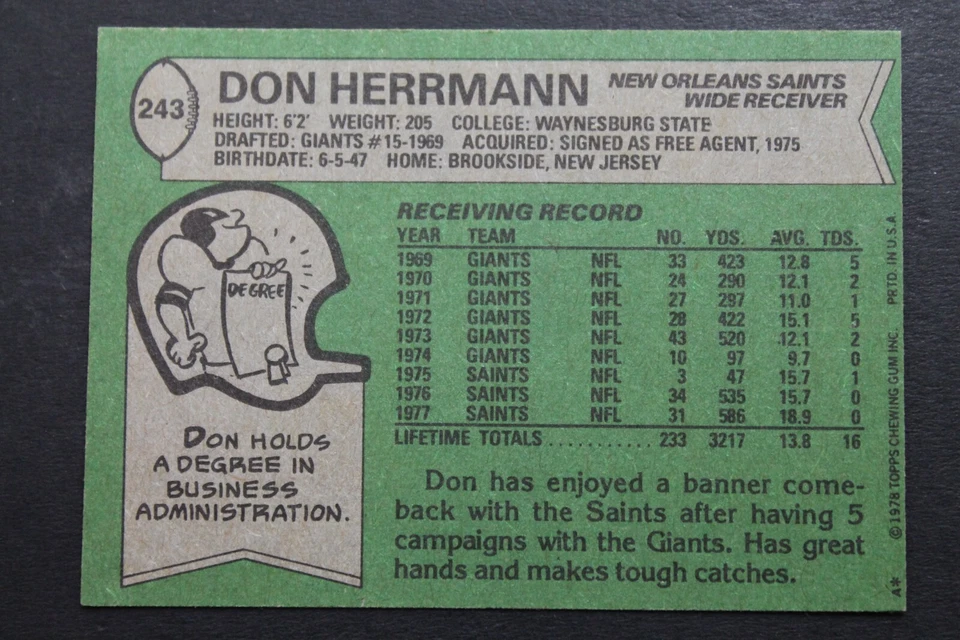 243
DON HERRMANN
NEW ORLEANS SAINTS
WIDE RECEIVER
HEIGHT: 6'2' WEIGHT: 205 COLLEGE: WAYNESBURG STATE
DRAFTED: GIANTS #15-1969 ACQUIRED: SIGNED AS FREE AGENT, 1975
BIRTHDATE: 6-5-47 HOME: BROOKSIDE, NEW JERSEY
DEGREE
DON HOLDS
A DEGREE IN
BUSINESS
ADMINISTRATION.
RECEIVING RECORD
YEAR TEAM NO. YDS. AVG. TDS.
1969 GIANTS NFL 33 423 12.8 5
1970 GIANTS NFL 24 290 12.1 2
1971 GIANTS NFL 27 297 11.0 1
1972 GIANTS NFL 28 422 15.1 5
1973 GIANTS NFL 43 520 12.1 2
1974 GIANTS NFL 10 97 9.7 0
1975 SAINTS NFL 3 47 15.7 1
1976 SAINTS NFL 34 535 15.7 0
1977 SAINTS NFL 31 586 18.9 0
LIFETIME TOTALS ........... 233 3217 13.8 16
Don has enjoyed a banner come-
back with the Saints after having 5
campaigns with the Giants. Has great
hands and makes tough catches.
A* © 1978 TOPPS CHEWING GUM INC. PRTD. IN U.S.A.